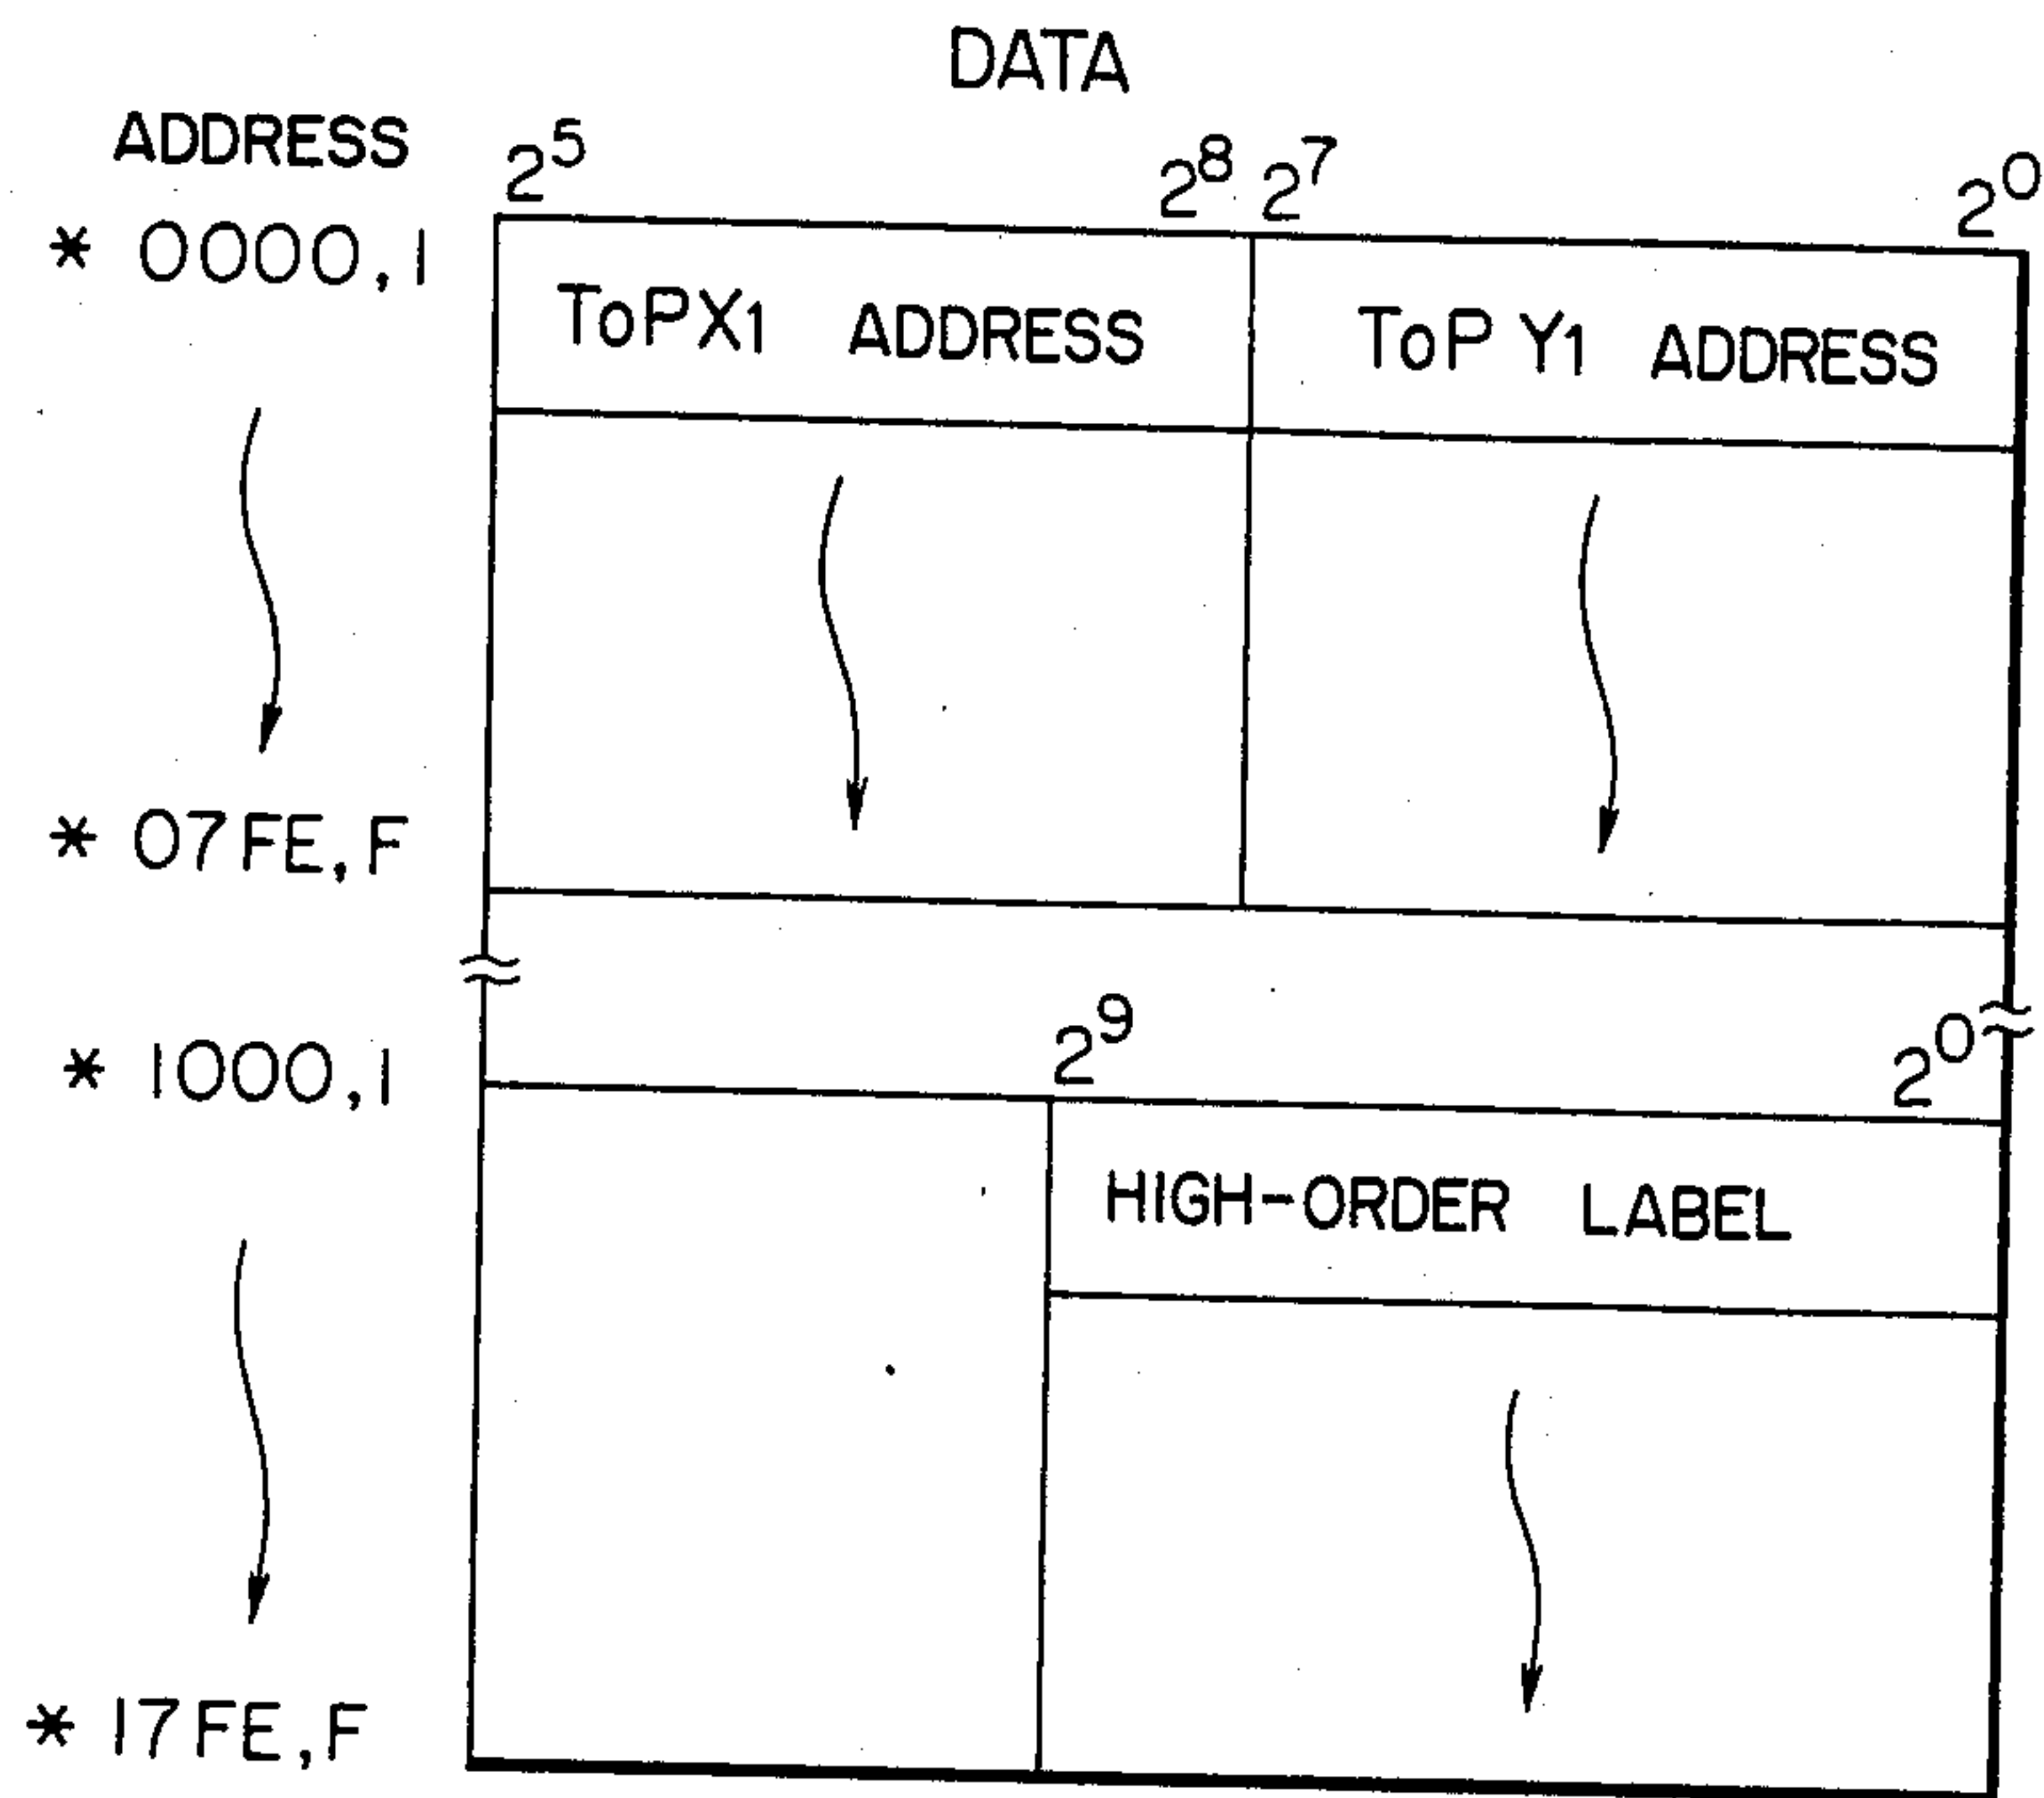 DATA
ADDRESS
2^5 2^8 2^7 2^0
* 0000,1
ToPX1 ADDRESS ToP Y1 ADDRESS
* 07FE,F
* 1000,1
2^9 2^0
HIGH-ORDER LABEL
* 17FE,F